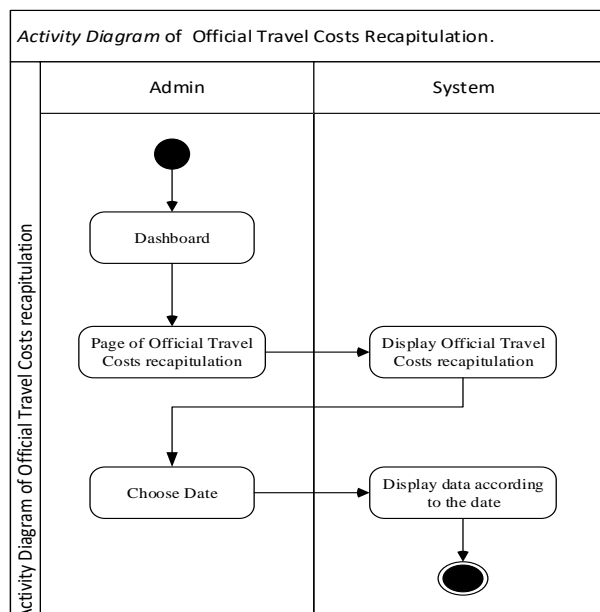 Activity Diagram of  Official Travel Costs Recapitulation.
Activity Diagram of Official Travel Costs recapitulation
Admin
System
Dashboard
Page of Official Travel
Costs recapitulation
Display Official Travel
Costs recapitulation
Choose Date
Display data according
to the date